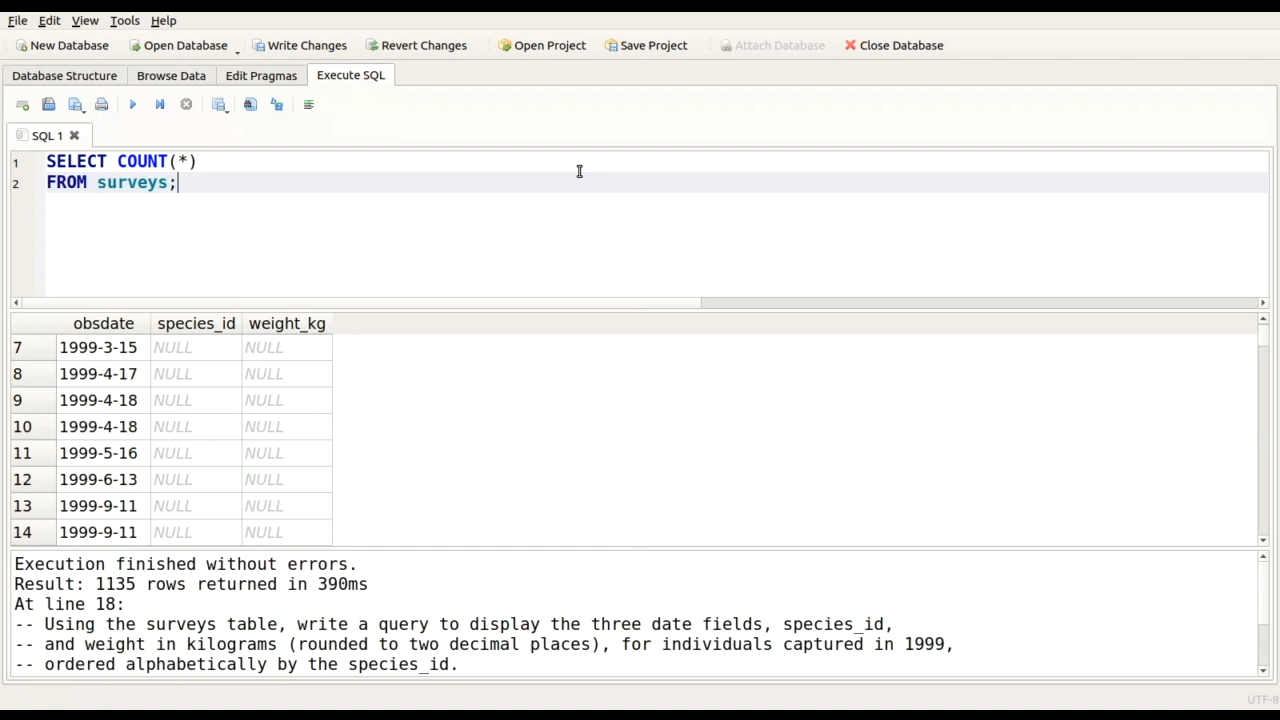 File Edit View Tools Help
New Database Open Database Write Changes Revert Changes Open Project Save Project Attach Database Close Database
Database Structure Browse Data Edit Pragmas Execute SQL
SQL 1
1 SELECT COUNT(*)
2 FROM surveys;
obsdate species_id weight_kg
7 1999-3-15 NULL NULL
8 1999-4-17 NULL NULL
9 1999-4-18 NULL NULL
10 1999-4-18 NULL NULL
11 1999-5-16 NULL NULL
12 1999-6-13 NULL NULL
13 1999-9-11 NULL NULL
14 1999-9-11 NULL NULL
Execution finished without errors.
Result: 1135 rows returned in 390ms
At line 18:
-- Using the surveys table, write a query to display the three date fields, species_id,
-- and weight in kilograms (rounded to two decimal places), for individuals captured in 1999,
-- ordered alphabetically by the species_id.
UTF-8